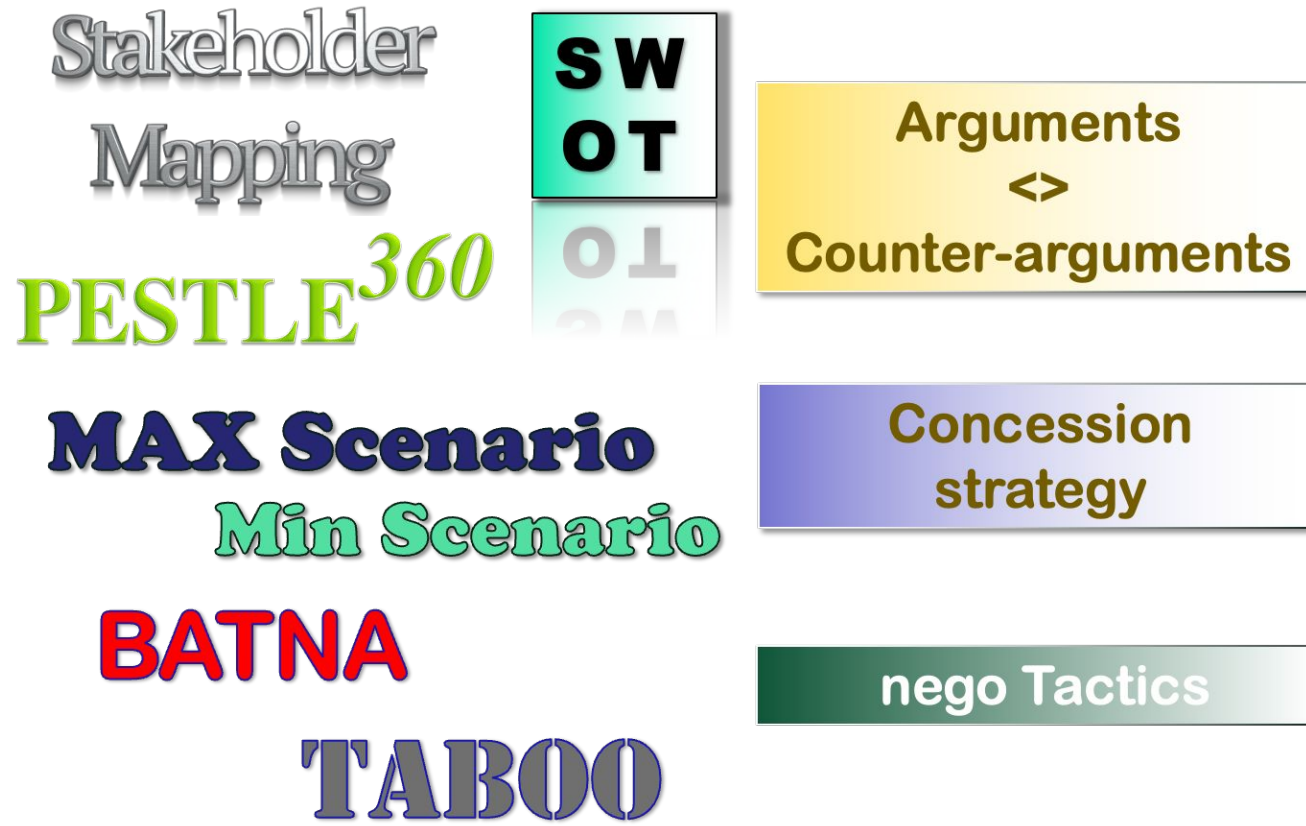 Stakeholder
Mapping
PESTLE360
S W
O T
MAX Scenario
Min Scenario
BATNA
TABOO
Arguments
<>
Counter-arguments
Concession
strategy
nego Tactics